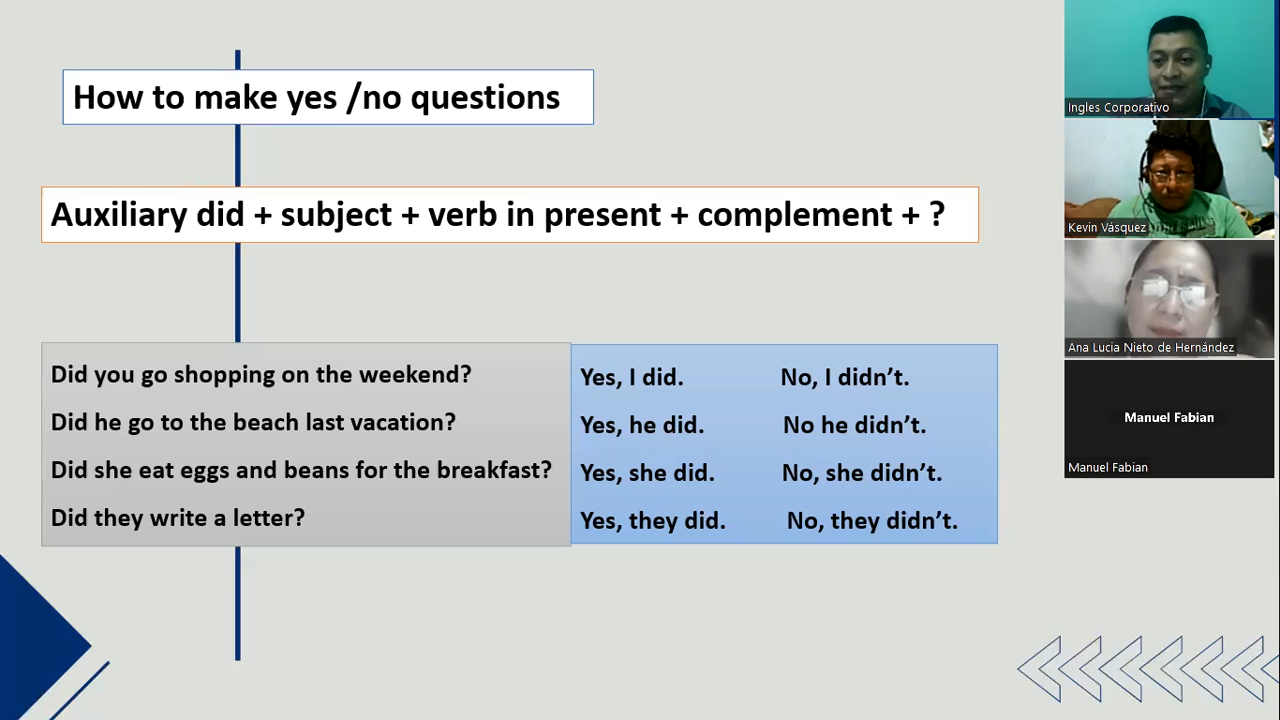 How to make yes /no questions
Auxiliary did + subject + verb in present + complement + ?
Did you go shopping on the weekend?
Did he go to the beach last vacation?
Did she eat eggs and beans for the breakfast?
Did they write a letter?
Yes, I did. No, I didn’t.
Yes, he did. No he didn’t.
Yes, she did. No, she didn’t.
Yes, they did. No, they didn’t.
Ingles Corporativo
Kevin Vásquez
Ana Lucia Nieto de Hernández
Manuel Fabian
Manuel Fabian